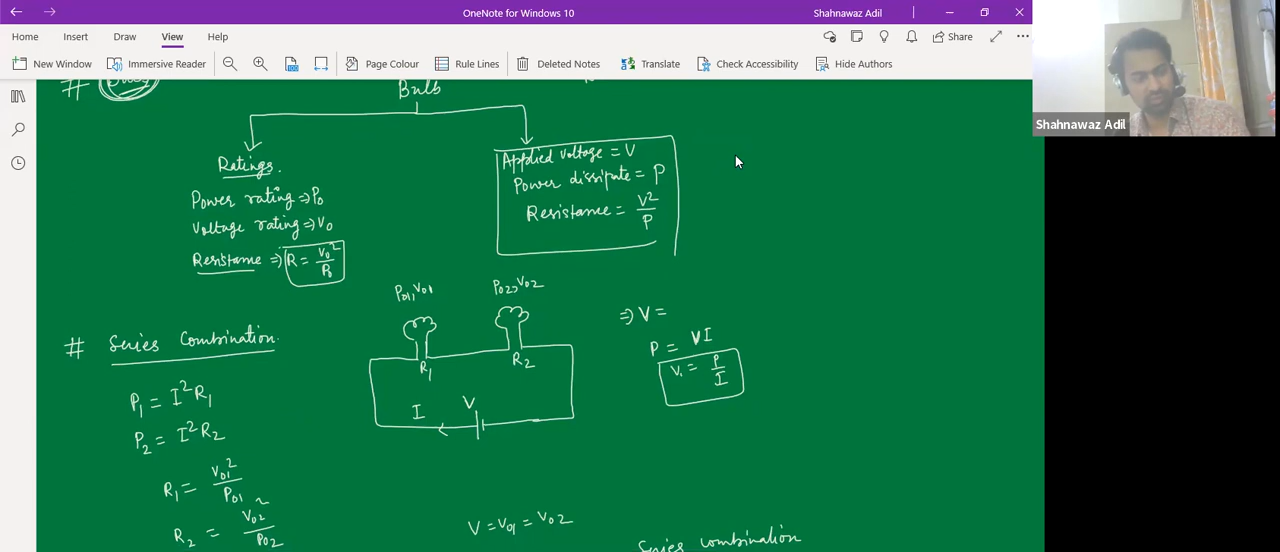 OneNote for Windows 10
Shahnawaz Adil
Home Insert Draw View Help
Share
New Window Immersive Reader Page Colour Rule Lines Deleted Notes Translate Check Accessibility Hide Authors
Shahnawaz Adil
#
Bulb
Ratings.
Power rating ⇒ P₀
Voltage rating ⇒ V₀
Resistance ⇒ R = V₀²/P₀
Applied voltage = V
Power dissipate = P
Resistance = V²/P
# Series Combination.
P₁ = I²R₁
P₂ = I²R₂
R₁ = V₀₁²/P₀₁
R₂ = V₀₂²/P₀₂
P₀₁, V₀₁
P₀₂, V₀₂
R₁
R₂
I
V
⇒ V =
P = VI
V₁ = P/I
V = V₀₁ = V₀₂
Series combination